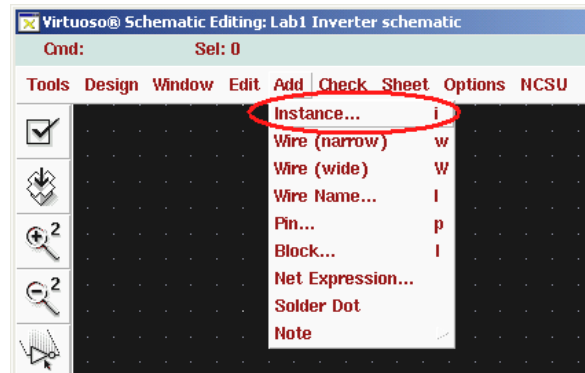 Virtuoso® Schematic Editing: Lab1 Inverter schematic
Cmd: Sel: 0
Tools Design Window Edit Add Check Sheet Options NCSU
Instance... i
Wire (narrow) w
Wire (wide) W
Wire Name... l
Pin... p
Block... l
Net Expression...
Solder Dot
Note
2
2